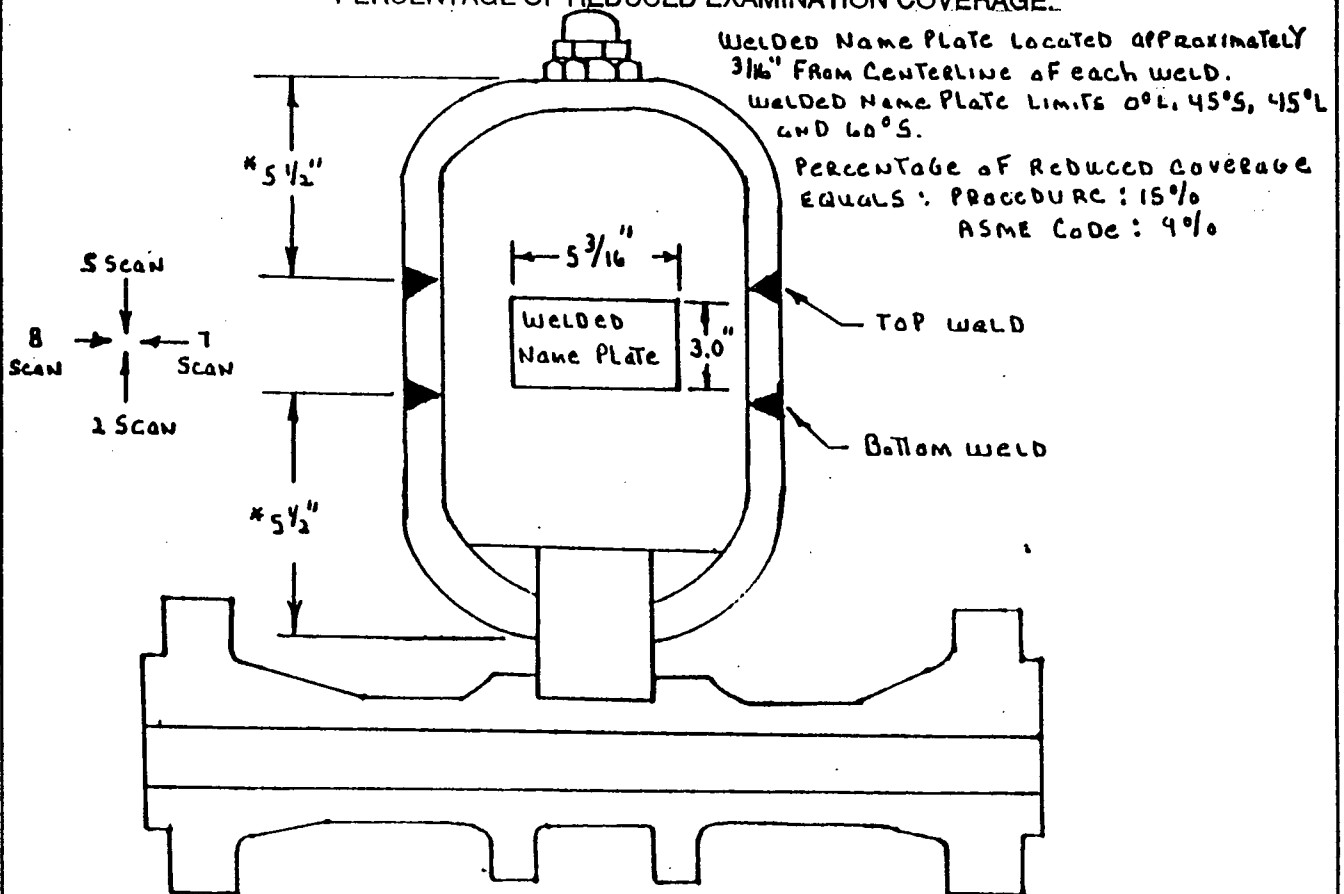 PERCENTAGE OF REDUCED EXAMINATION COVERAGE.
WELDED NAME PLATE LOCATED APPROXIMATELY
3/16" FROM CENTERLINE OF EACH WELD.
WELDED NAME PLATE LIMITS 0°L, 45°S, 45°L
AND 60°S.
PERCENTAGE OF REDUCED COVERAGE
EQUALS : PROCEDURE : 15%
ASME CODE : 9%
* 5 1/2"
5 3/16"
5 SCAN
8
SCAN
7
SCAN
2 SCAN
WELDED
NAME PLATE
3.0"
TOP WELD
BOTTOM WELD
* 5 1/2"